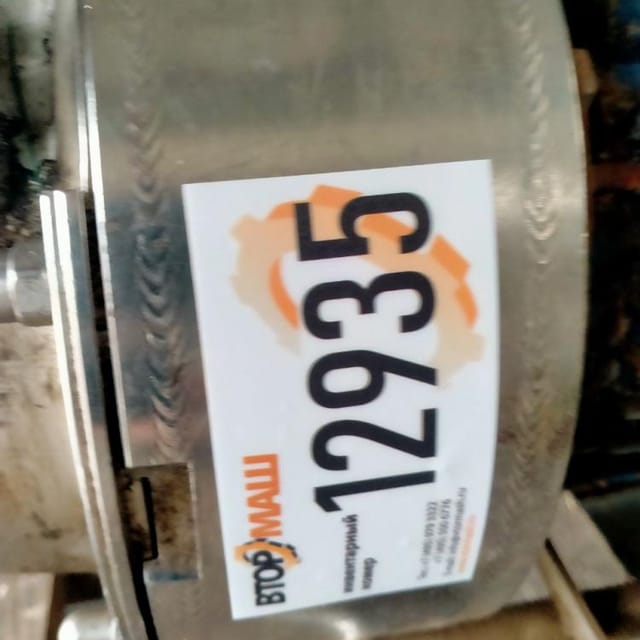 ВТОРМАШ
инвентарный
номер
12935